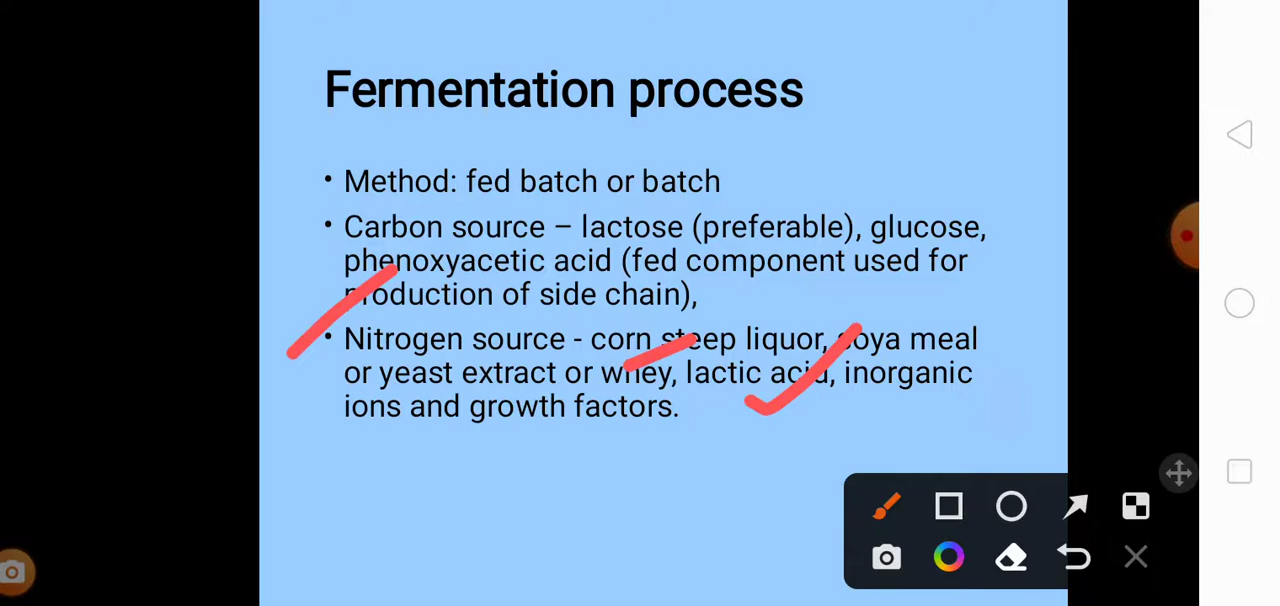 Fermentation process
• Method: fed batch or batch
• Carbon source – lactose (preferable), glucose,
phenoxyacetic acid (fed component used for
production of side chain),
• Nitrogen source - corn steep liquor, soya meal
or yeast extract or whey, lactic acid, inorganic
ions and growth factors.